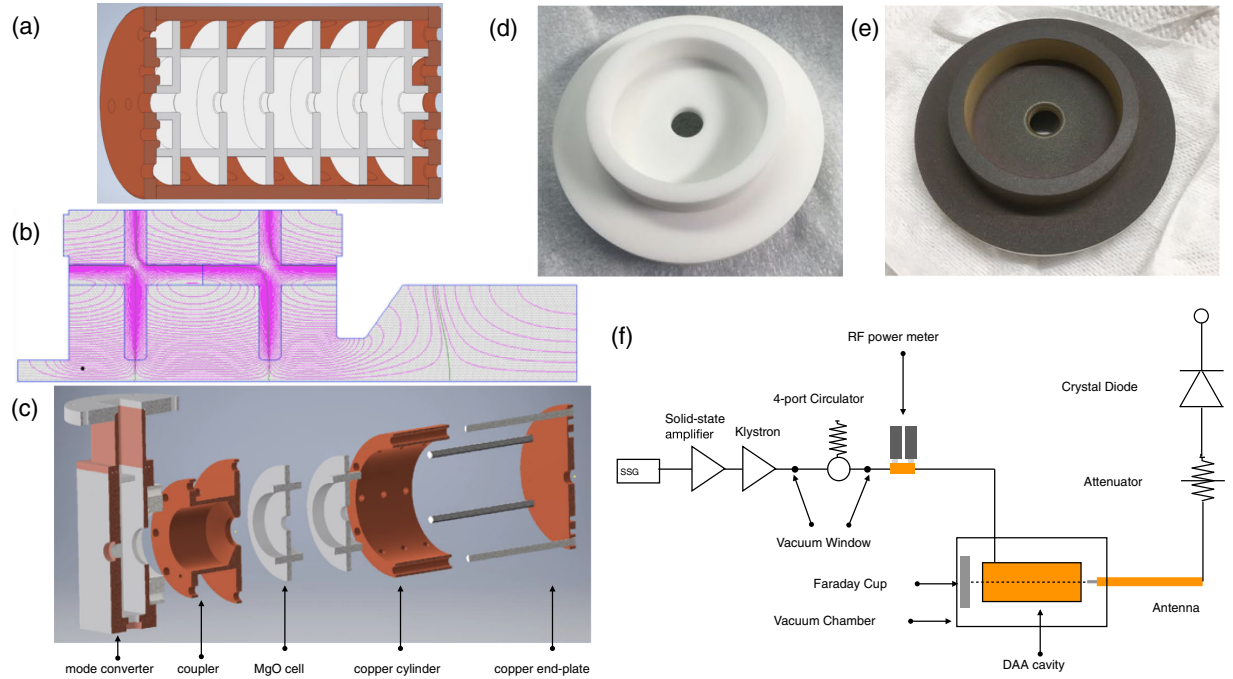 (a)
(b)
(c)
mode converter
coupler
MgO cell
copper cylinder
copper end-plate
(d)
(e)
(f)
RF power meter
4-port Circulator
Solid-state
amplifier
Klystron
SSG
Vacuum Window
Crystal Diode
Attenuator
Faraday Cup
Vacuum Chamber
Antenna
DAA cavity